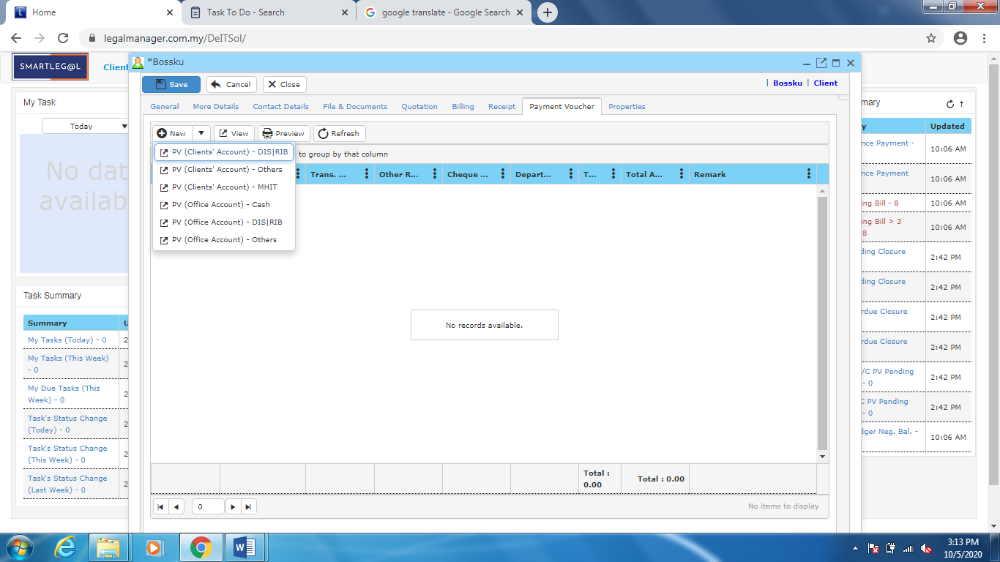 Home
Task To Do - Search
google translate - Google Search
legalmanager.com.my/DeITSol/
SMARTLEG@L
Client
*Bossku
Save
Cancel
Close
| Bossku | Client
General
More Details
Contact Details
File & Documents
Quotation
Billing
Receipt
Payment Voucher
Properties
New
View
Preview
Refresh
PV (Clients' Account) - DIS|RIB
PV (Clients' Account) - Others
PV (Clients' Account) - MHIT
PV (Office Account) - Cash
PV (Office Account) - DIS|RIB
PV (Office Account) - Others
to group by that column
Trans. ...
Other R...
Cheque ...
Depart...
T...
Total A...
Remark
No records available.
Total :
0.00
Total : 0.00
0
No items to display
My Task
Today
No dat
availab
Task Summary
Summary
U
My Tasks (Today) - 0
2
My Tasks (This Week)
- 0
2
My Due Tasks (This
Week) - 0
2
Task's Status Change
(Today) - 0
2
Task's Status Change
(This Week) - 0
2
Task's Status Change
(Last Week) - 0
2
mary
y
Updated
nce Payment -
10:06 AM
nce Payment
10:06 AM
ng Bill - 8
10:06 AM
ng Bill > 3
8
10:06 AM
ding Closure
2:42 PM
ding Closure
2:42 PM
rdue Closure
2:42 PM
rdue Closure
2:42 PM
/C PV Pending
- 0
2:42 PM
C PV Pending
- 0
2:42 PM
dger Neg. Bal. -
10:06 AM
3:13 PM
10/5/2020